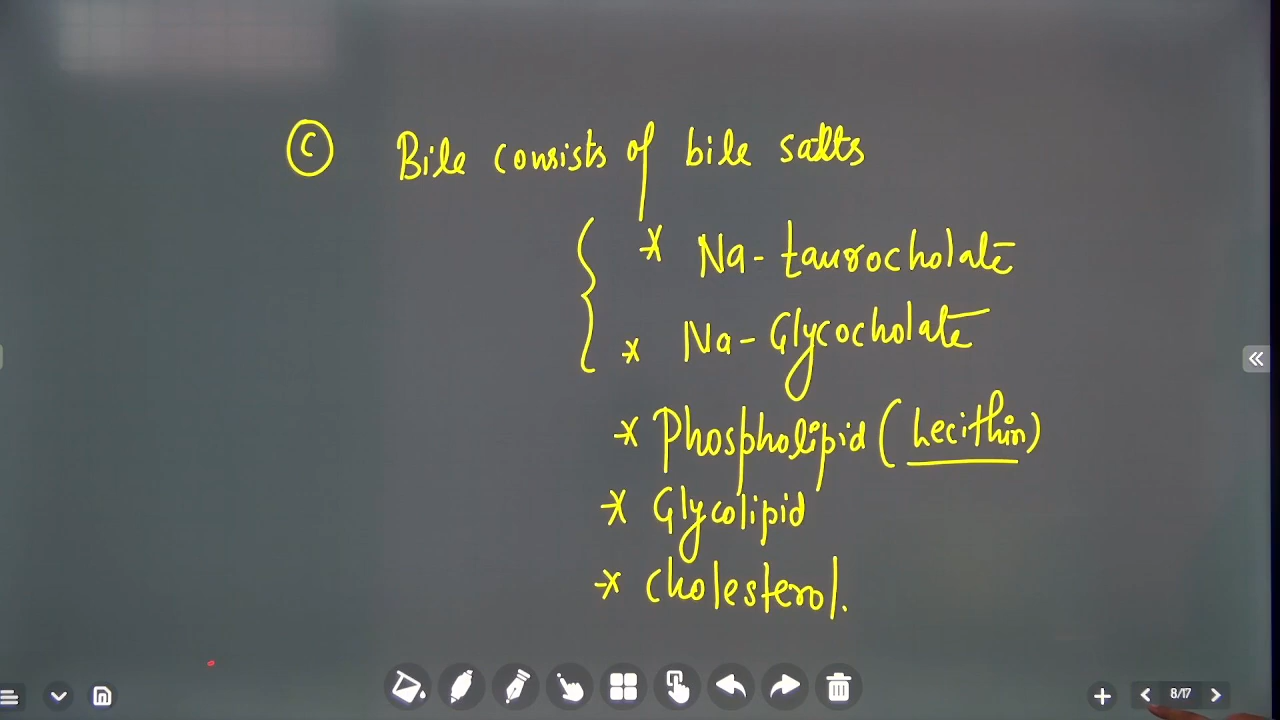 (C) Bile consists of bile salts
* Na-taurocholate
* Na-Glycocholate
* Phospholipid (Lecithin)
* Glycolipid
* Cholesterol.
8/17